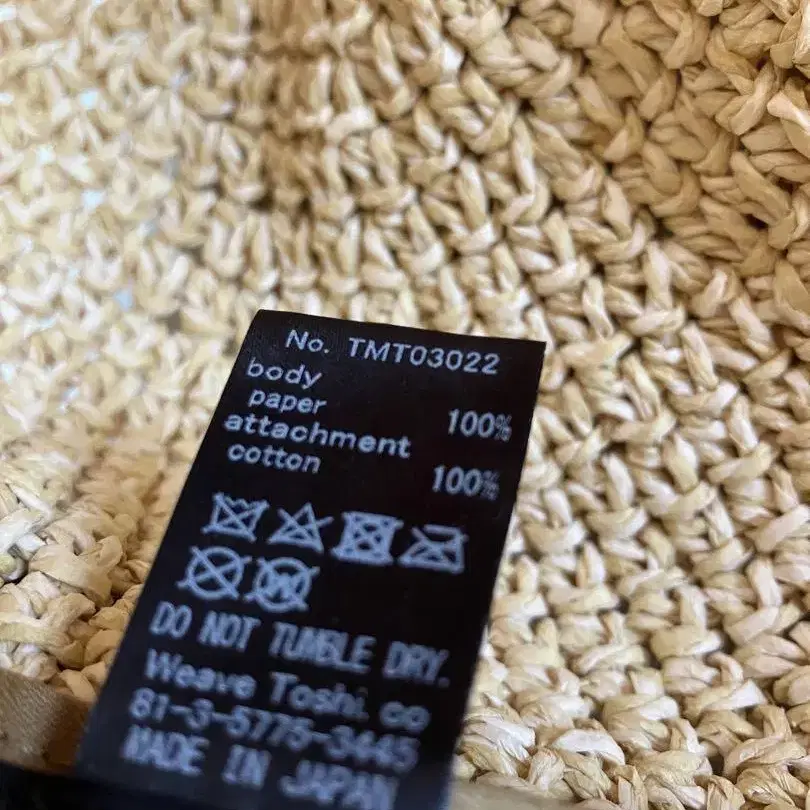 No. TMT03022
body
paper 100%
attachment
cotton 100%
DO NOT TUMBLE DRY.
Weave Toshi. co
81-3-5775-3445
MADE IN JAPAN